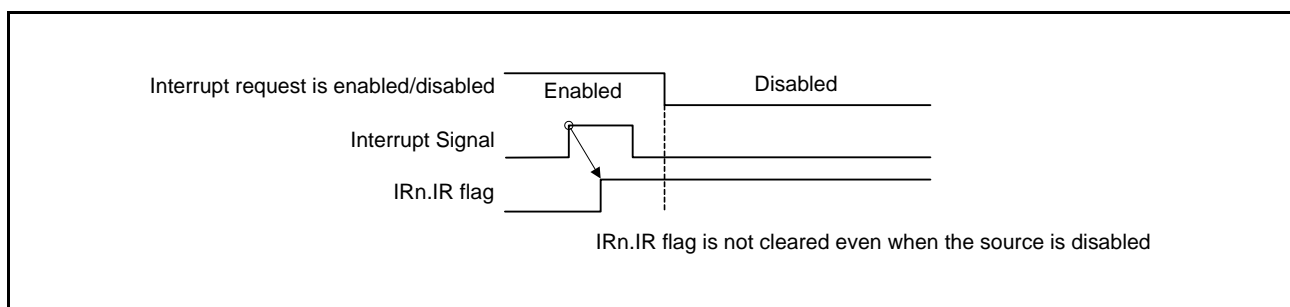 Interrupt request is enabled/disabled
Enabled
Disabled
Interrupt Signal
IRn.IR flag
IRn.IR flag is not cleared even when the source is disabled